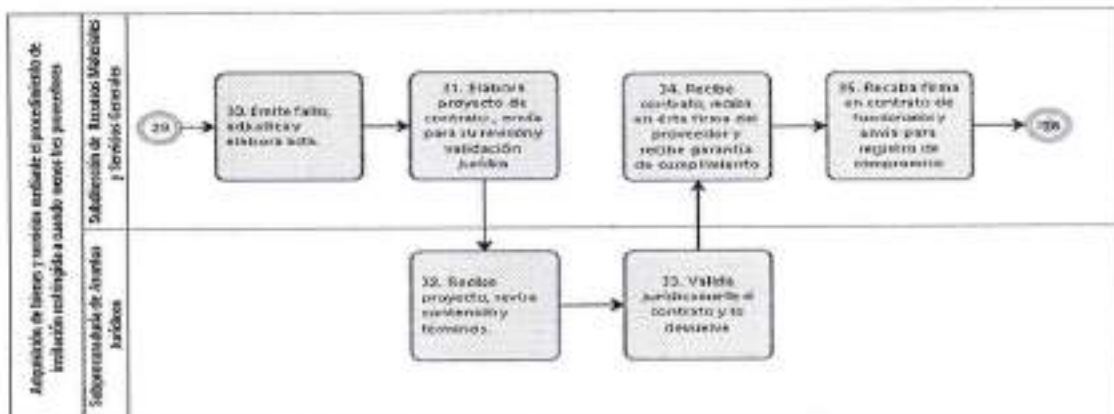 Adquisición de bienes y servicios mediante el procedimiento de
invitación restringida a cuando menos tres proveedores
Subdirección de Recursos Materiales
y Servicios Generales
29
30. Emite fallo,
adjudica y
elabora acta.
31. Elabora
proyecto de
contrato, envía
para su revisión y
validación
jurídica
34. Recibe
contrato, recaba
en éste firma del
proveedor y
recibe garantía
de cumplimiento
35. Recaba firma
en contrato de
funcionarios y
envía para
registro de
compromiso
Subprocuraduría de Asuntos
Jurídicos
32. Recibe
proyecto, revisa
contenido y
términos.
33. Valida
jurídicamente el
contrato y lo
devuelve